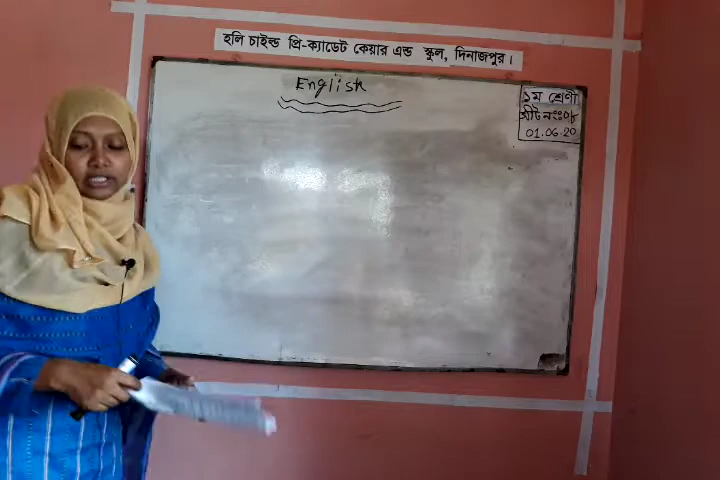 হলি চাইল্ড প্রি-ক্যাডেট কেয়ার এন্ড স্কুল, দিনাজপুর।
English
১ম শ্রেণী
শীট নংঃ০৮
01.06.20